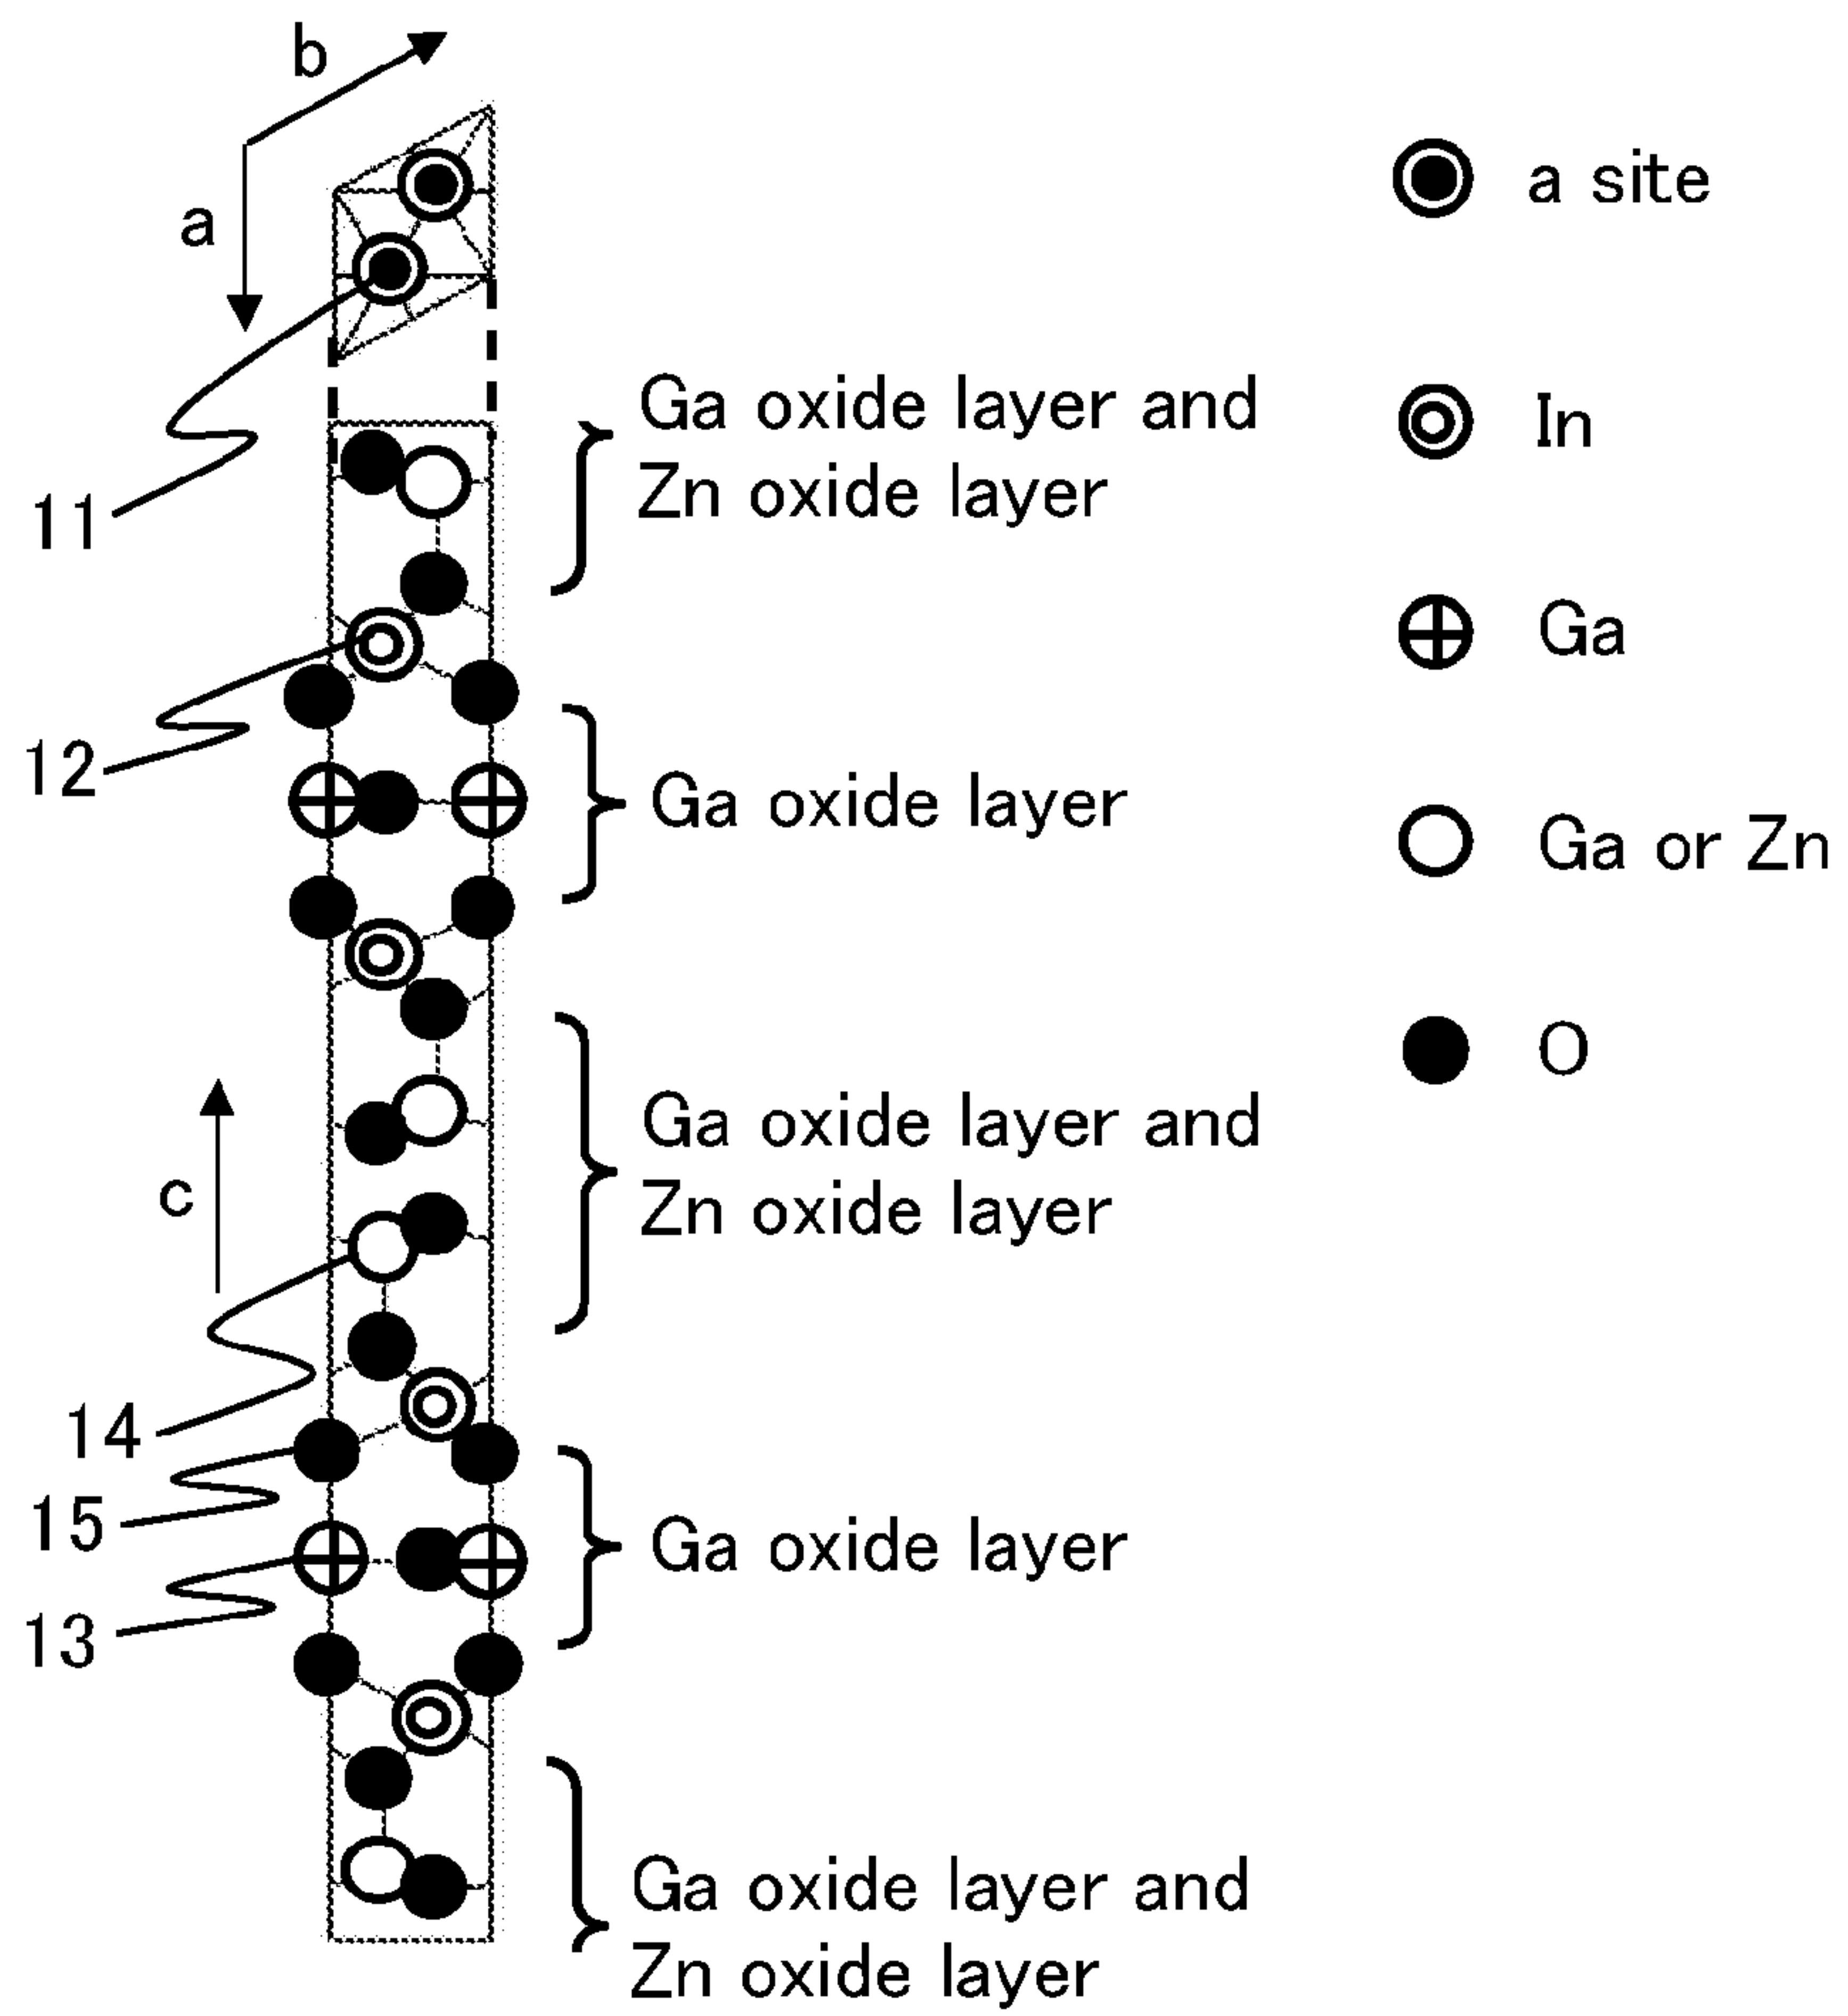 b
a
a site
11
Ga oxide layer and
Zn oxide layer
In
12
Ga
Ga oxide layer
Ga or Zn
O
c
Ga oxide layer and
Zn oxide layer
14
15
Ga oxide layer
13
Ga oxide layer and
Zn oxide layer